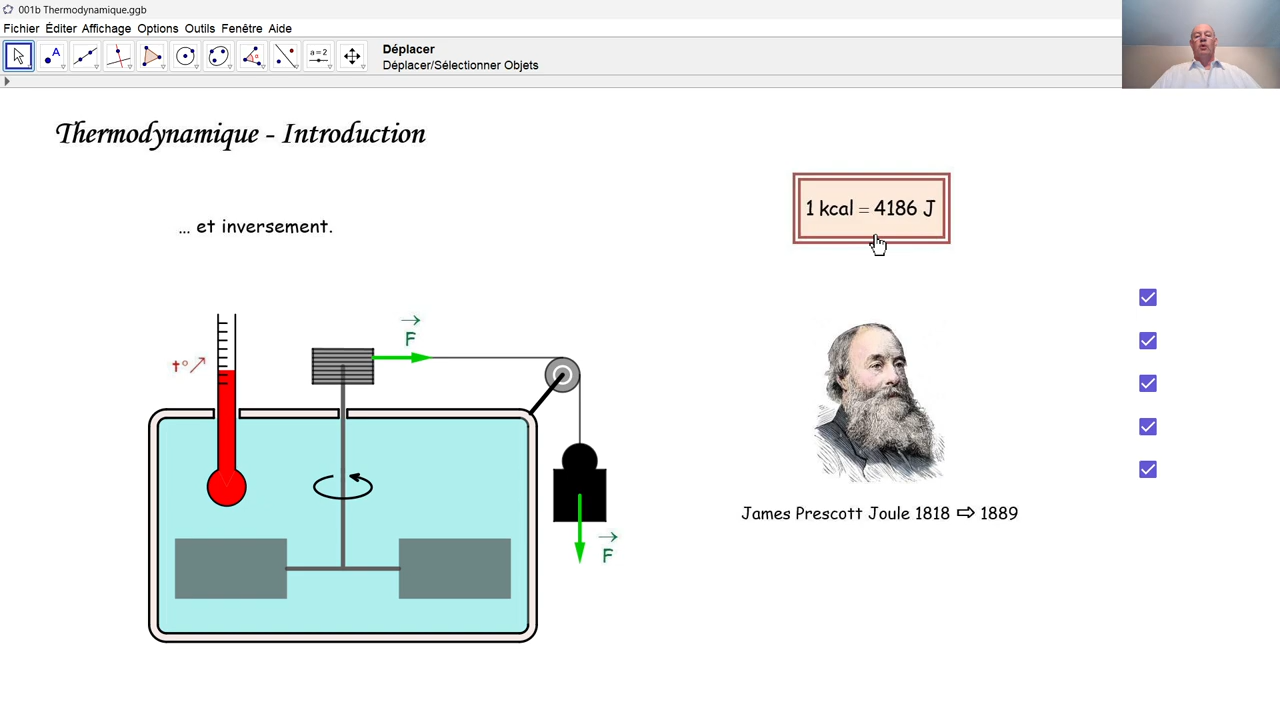 001b Thermodynamique.ggb
Fichier Éditer Affichage Options Outils Fenêtre Aide
A
a=2
Déplacer
Déplacer/Sélectionner Objets
Thermodynamique - Introduction
1 kcal = 4186 J
... et inversement.
F
t° ↗
F
James Prescott Joule 1818 ⇨ 1889